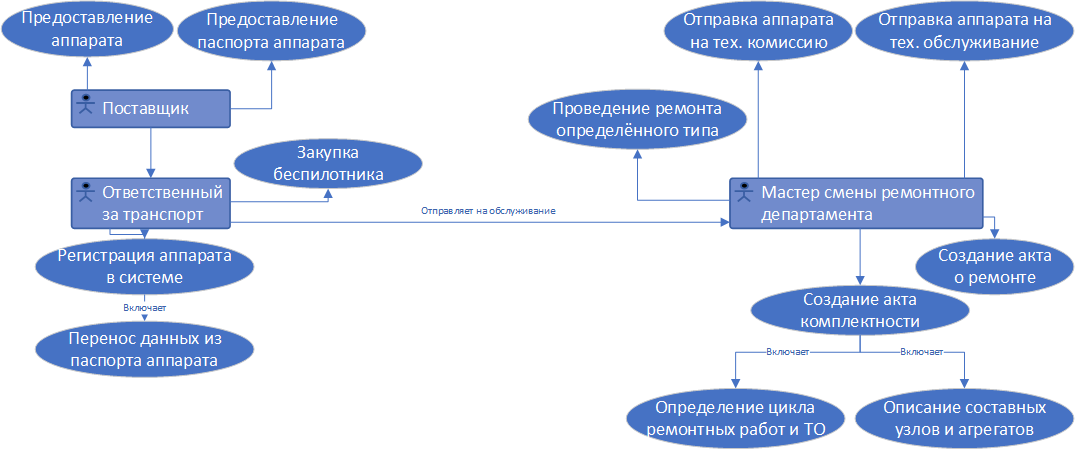 Предоставление
аппарата
Предоставление
паспорта аппарата
Отправка аппарата
на тех. комиссию
Отправка аппарата на
тех. обслуживание
Поставщик
Проведение ремонта
определённого типа
Закупка
беспилотника
Ответственный
за транспорт
Отправляет на обслуживание
Мастер смены ремонтного
департамента
Регистрация аппарата
в системе
Создание акта
о ремонте
Включает
Создание акта
комплектности
Перенос данных из
паспорта аппарата
Включает
Включает
Определение цикла
ремонтных работ и ТО
Описание составных
узлов и агрегатов